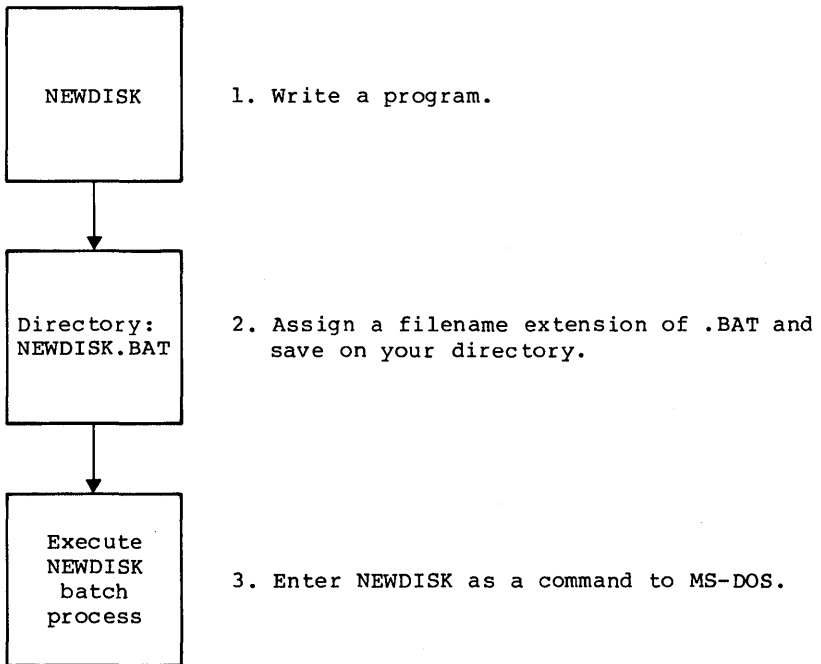 NEWDISK
1. Write a program.
Directory:
NEWDISK.BAT
2. Assign a filename extension of .BAT and
save on your directory.
Execute
NEWDISK
batch
process
3. Enter NEWDISK as a command to MS-DOS.